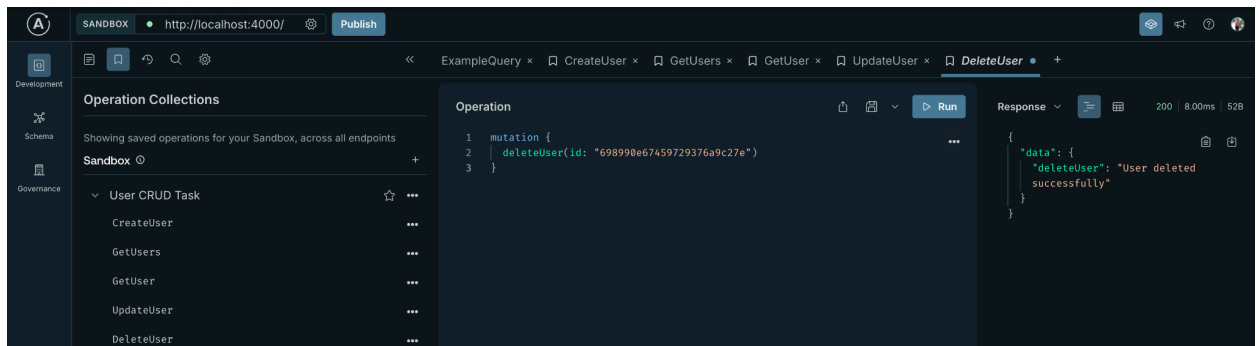 SANDBOX http://localhost:4000/ Publish
Development
Schema
Governance
Operation Collections
Showing saved operations for your Sandbox, across all endpoints
Sandbox
User CRUD Task
CreateUser
GetUsers
GetUser
UpdateUser
DeleteUser
ExampleQuery × CreateUser × GetUsers × GetUser × UpdateUser × DeleteUser +
Operation
Run
1 mutation {
2 deleteUser(id: "698990e67459729376a9c27e")
3 }
Response 200 8.00ms 52B
{
"data": {
"deleteUser": "User deleted
successfully"
}
}